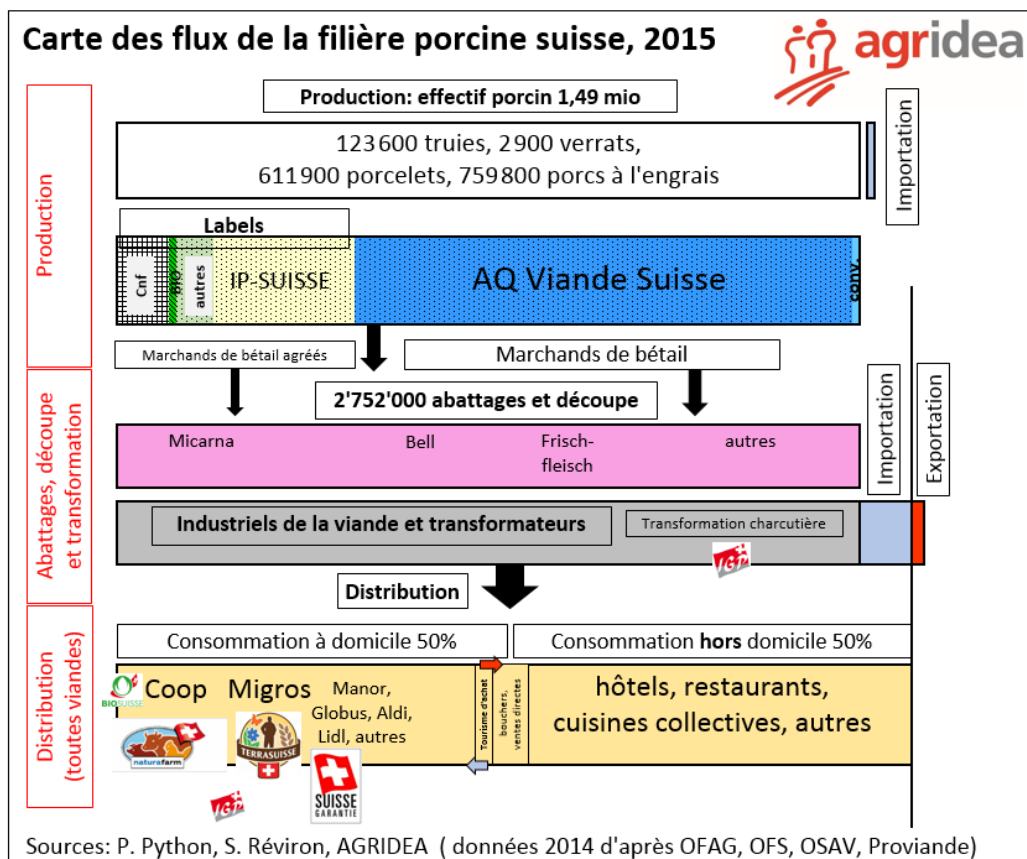 Carte des flux de la filière porcine suisse, 2015
agridea
Production
Production: effectif porcin 1,49 mio
123600 truies, 2900 verrats,
611900 porcelets, 759800 porcs à l'engrais
Importation
Labels
Cnf
BIO
autres
IP-SUISSE
AQ Viande Suisse
conv.
Marchands de bétail agréés
Marchands de bétail
Abattages, découpe
et transformation
2'752'000 abattages et découpe
Micarna
Bell
Frisch-
fleisch
autres
Importation
Exportation
Industriels de la viande et transformateurs
Transformation charcutière
IGP
Distribution
Distribution
(toutes viandes)
Consommation à domicile 50%
Consommation hors domicile 50%
BIOSUISSE
Coop
naturafarm
Migros
TERRASUISSE
Manor,
Globus, Aldi,
Lidl, autres
SUISSE
GARANTIE
IGP
Tourisme d'achat
bouchers,
ventes directes
hôtels, restaurants,
cuisines collectives, autres
Sources: P. Python, S. Réviron, AGRIDEA ( données 2014 d'après OFAG, OFS, OSAV, Proviande)